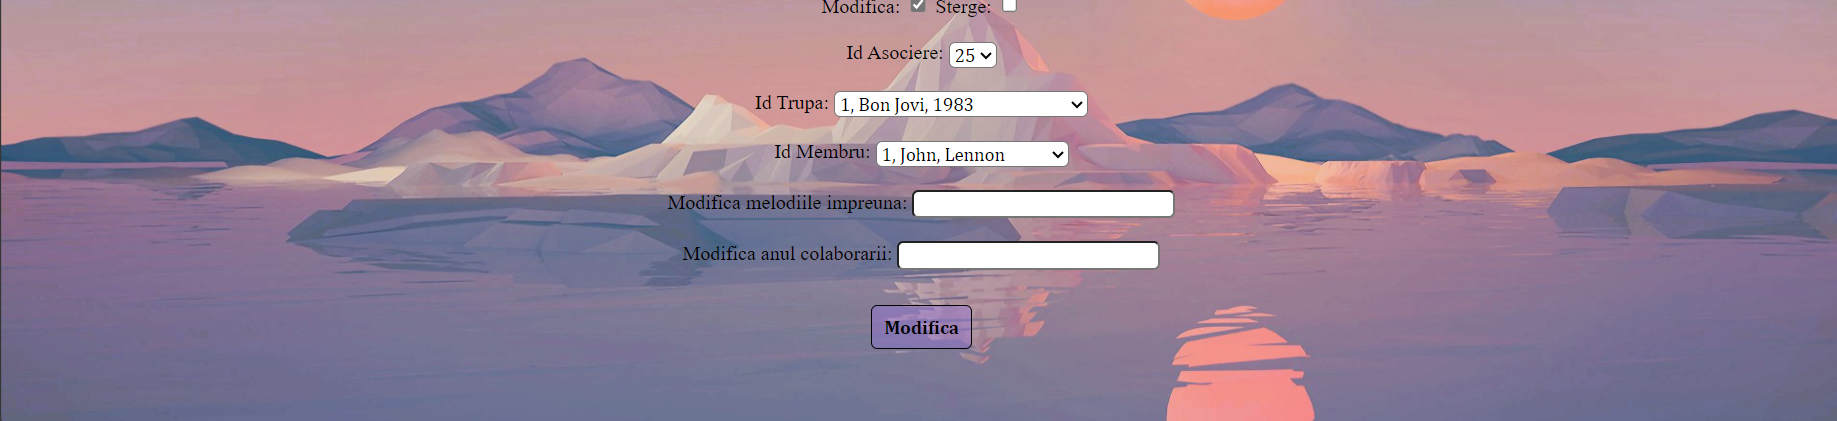 Modifica: Sterge:
Id Asociere: 25
Id Trupa: 1, Bon Jovi, 1983
Id Membru: 1, John, Lennon
Modifica melodiile impreuna:
Modifica anul colaborarii:
Modifica